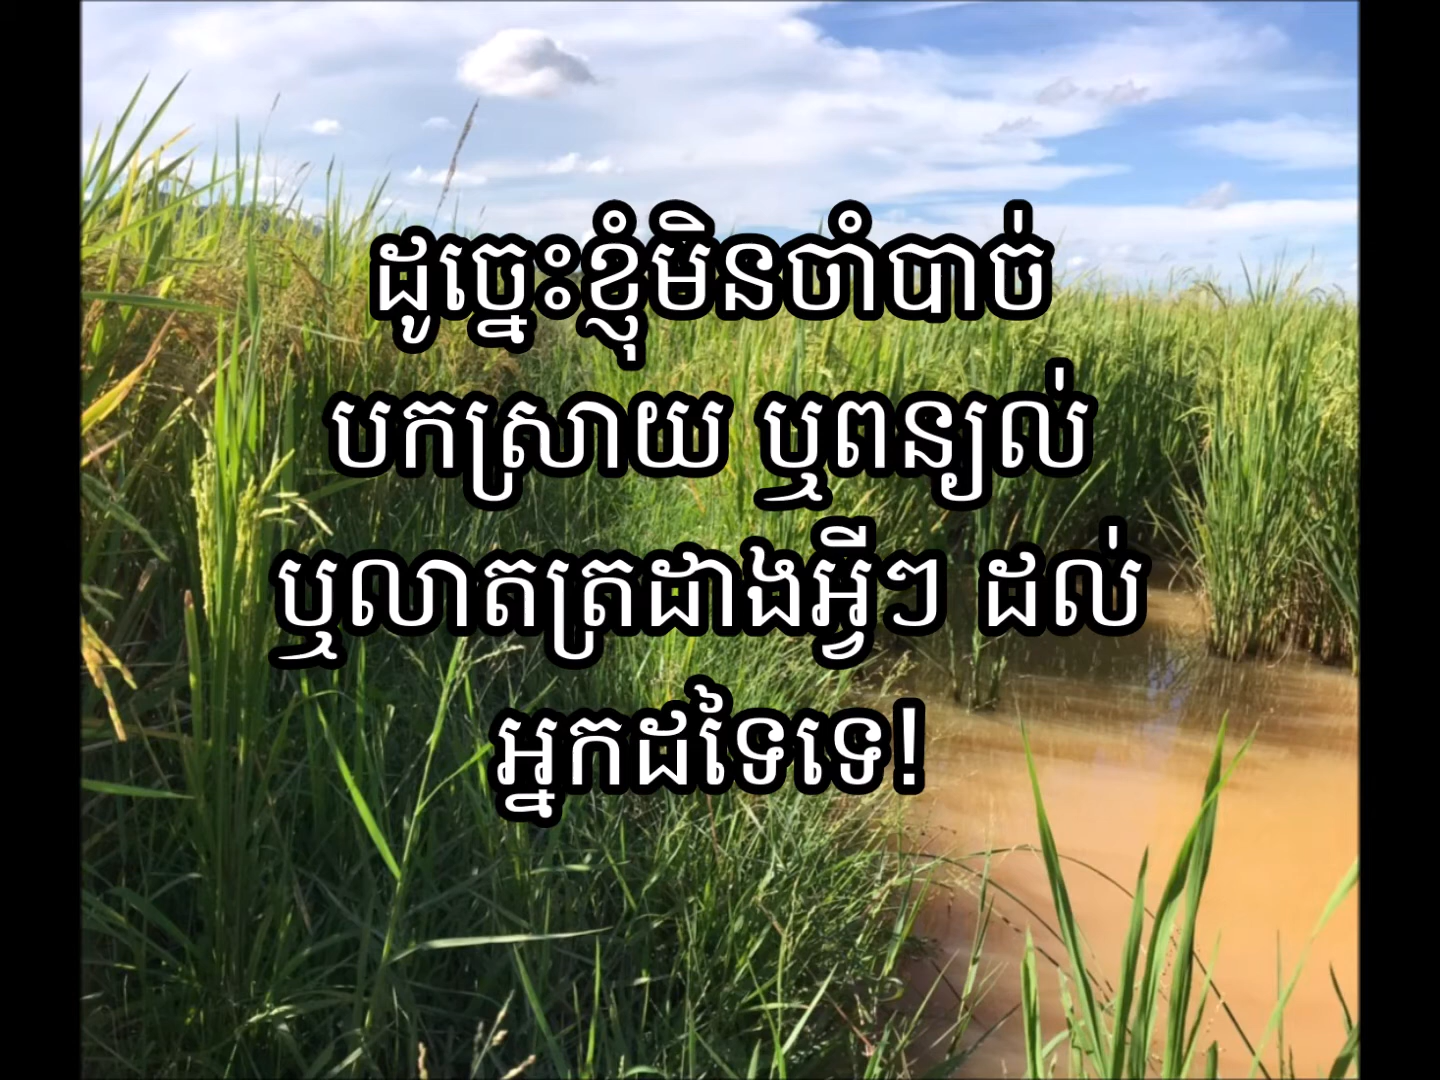 ដូច្នេះខ្ញុំមិនចាំបាច់
បកស្រាយ ឬពន្យល់
ឬលាតត្រដាងអ្វីៗ ដល់
អ្នកដទៃទេ!